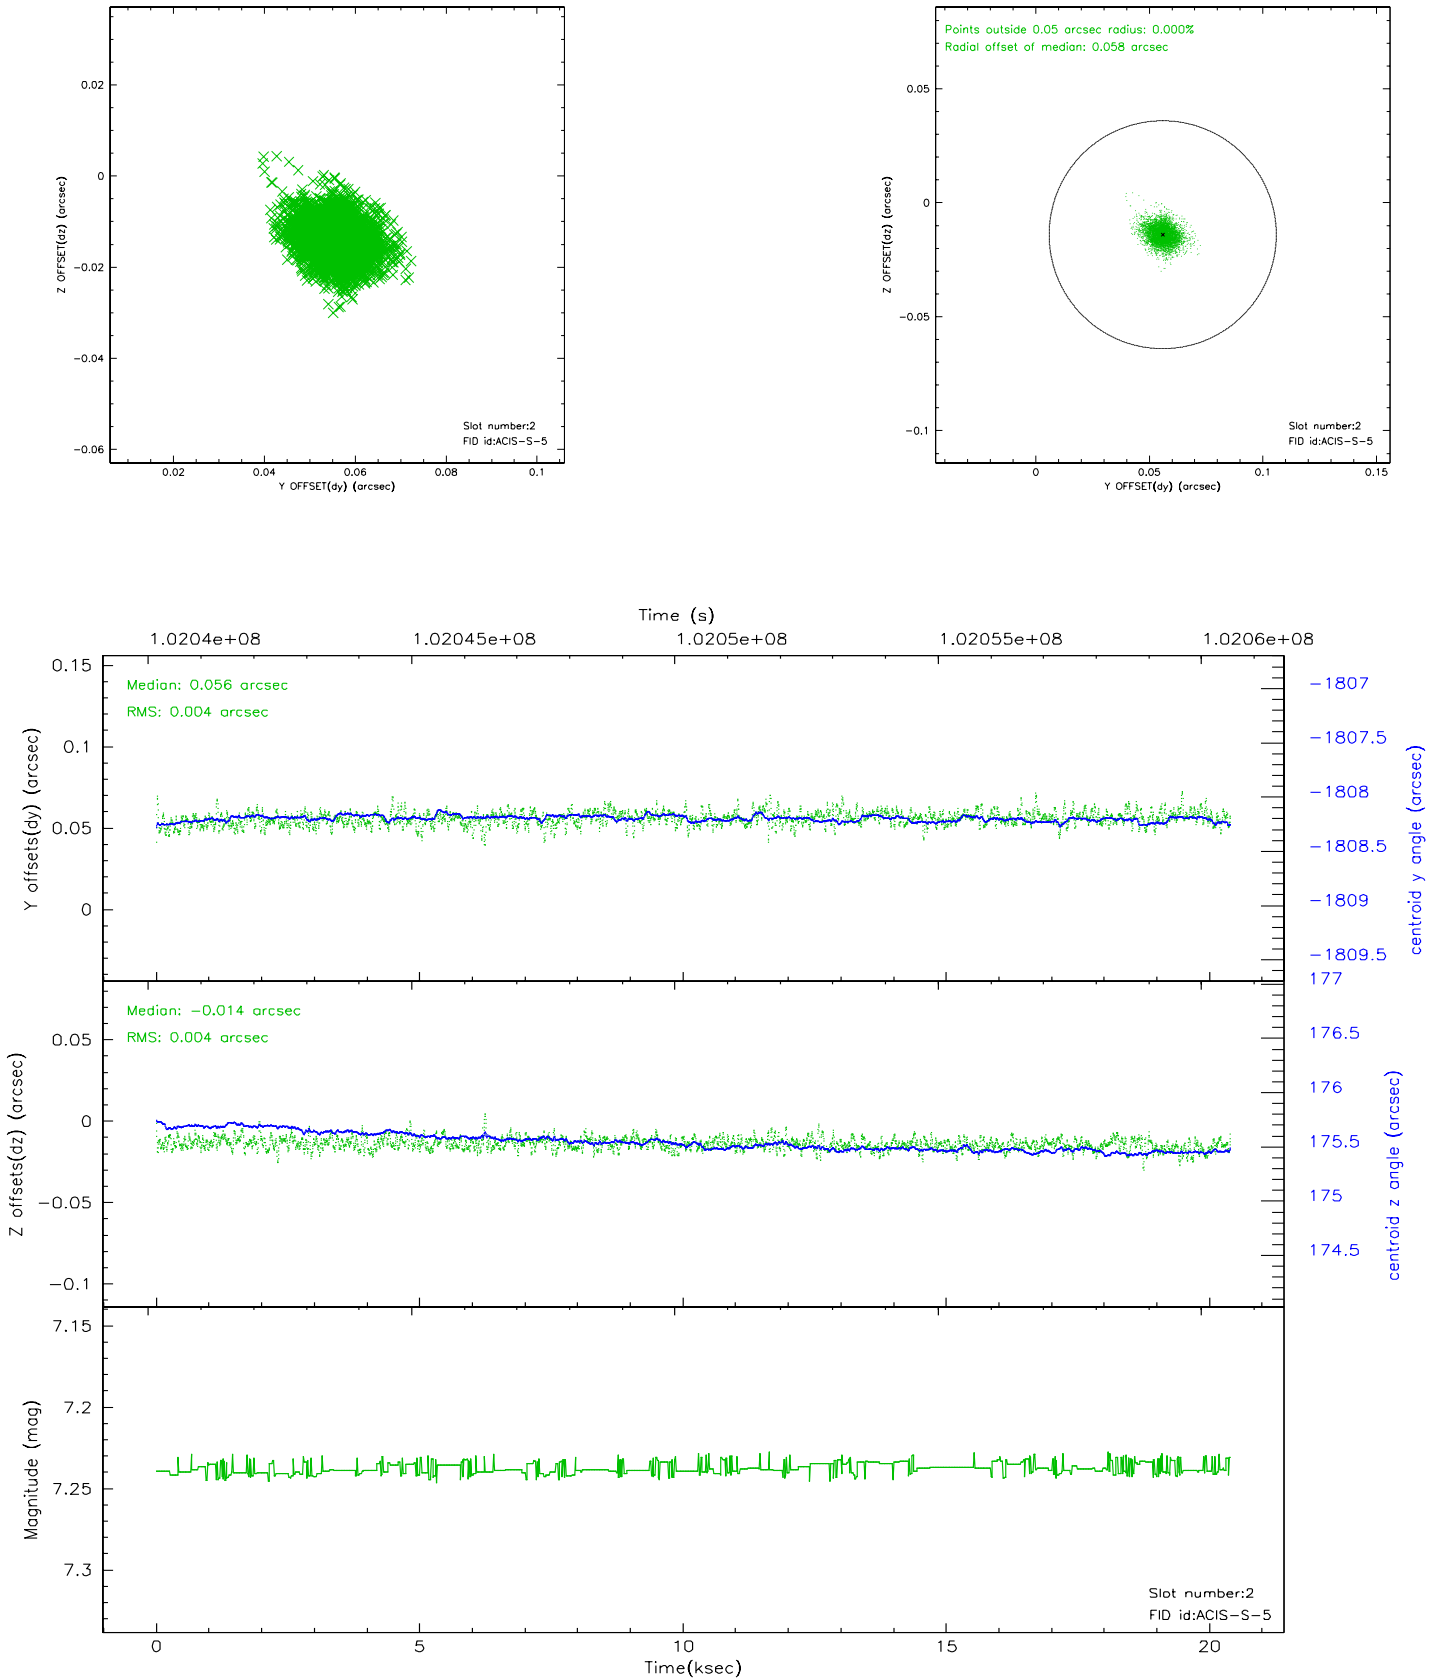 0.02
0
-0.02
-0.04
-0.06
Z OFFSET(dz) (arcsec)
Slot number:2
FID id:ACIS-S-5
0.02 0.04 0.06 0.08 0.1
Y OFFSET(dy) (arcsec)
Points outside 0.05 arcsec radius: 0.000%
Radial offset of median: 0.058 arcsec
0.05
0
-0.05
-0.1
Z OFFSET(dz) (arcsec)
Slot number:2
FID id:ACIS-S-5
0 0.05 0.1 0.15
Y OFFSET(dy) (arcsec)
Time (s)
1.0204e+08 1.02045e+08 1.0205e+08 1.02055e+08 1.0206e+08
0.15
0.1
0.05
0
Y offsets(dy) (arcsec)
Median: 0.056 arcsec
RMS: 0.004 arcsec
-1807
-1807.5
-1808
-1808.5
-1809
-1809.5
centroid y angle (arcsec)
0.05
0
-0.05
-0.1
Z offsets(dz) (arcsec)
Median: -0.014 arcsec
RMS: 0.004 arcsec
177
176.5
176
175.5
175
174.5
centroid z angle (arcsec)
7.15
7.2
7.25
7.3
Magnitude (mag)
Slot number:2
FID id:ACIS-S-5
0 5 10 15 20
Time(ksec)